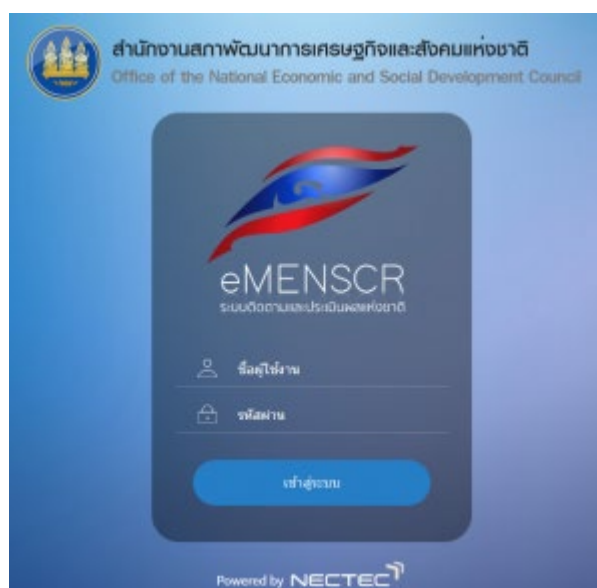 สำนักงานสภาพัฒนาการเศรษฐกิจและสังคมแห่งชาติ
Office of the National Economic and Social Development Council
eMENSCR
ระบบติดตามและประเมินผลแห่งชาติ
ชื่อผู้ใช้งาน
รหัสผ่าน
เข้าสู่ระบบ
Powered by NECTEC